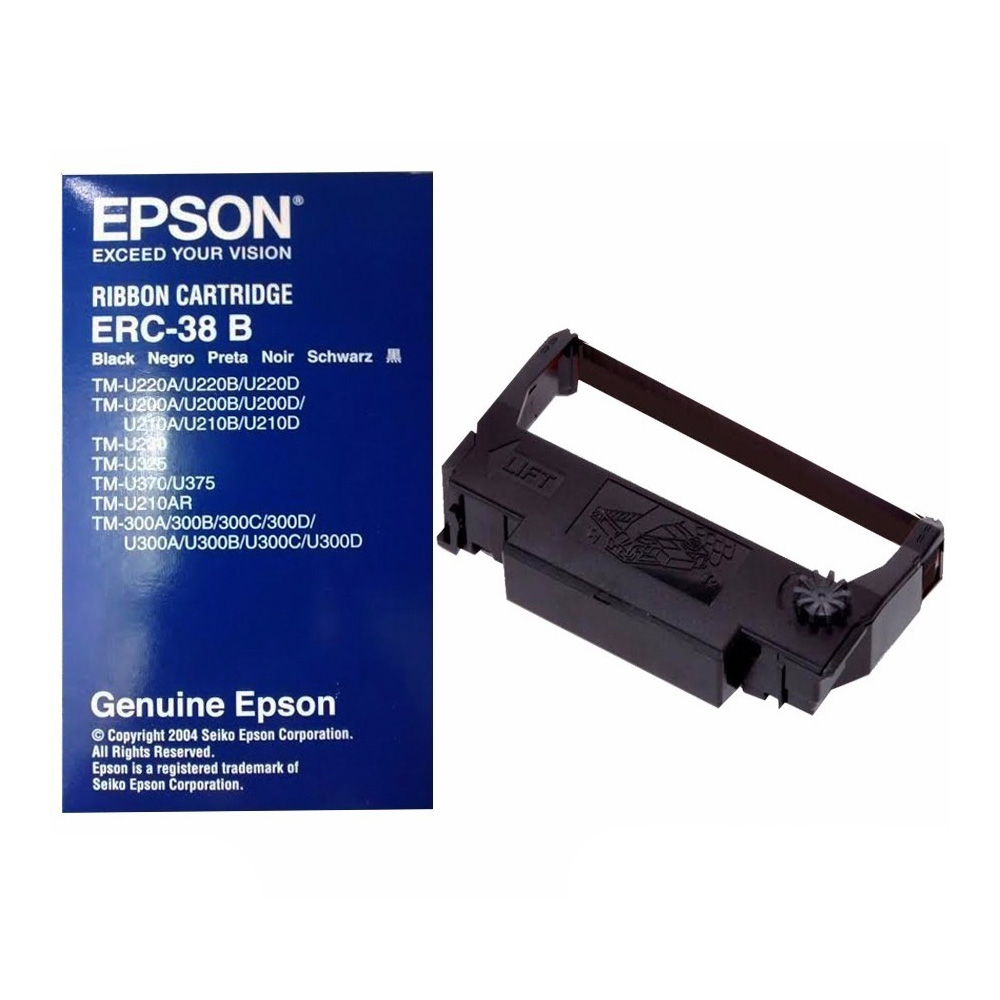 EPSON®
EXCEED YOUR VISION
RIBBON CARTRIDGE
ERC-38 B
Black Negro Preta Noir Schwarz 黒
TM-U220A/U220B/U220D
TM-U200A/U200B/U200D/
U210A/U210B/U210D
TM-U230
TM-U325
TM-U370/U375
TM-U210AR
TM-300A/300B/300C/300D/
U300A/U300B/U300C/U300D
Genuine Epson
© Copyright 2004 Seiko Epson Corporation.
All Rights Reserved.
Epson is a registered trademark of
Seiko Epson Corporation.
LIFT